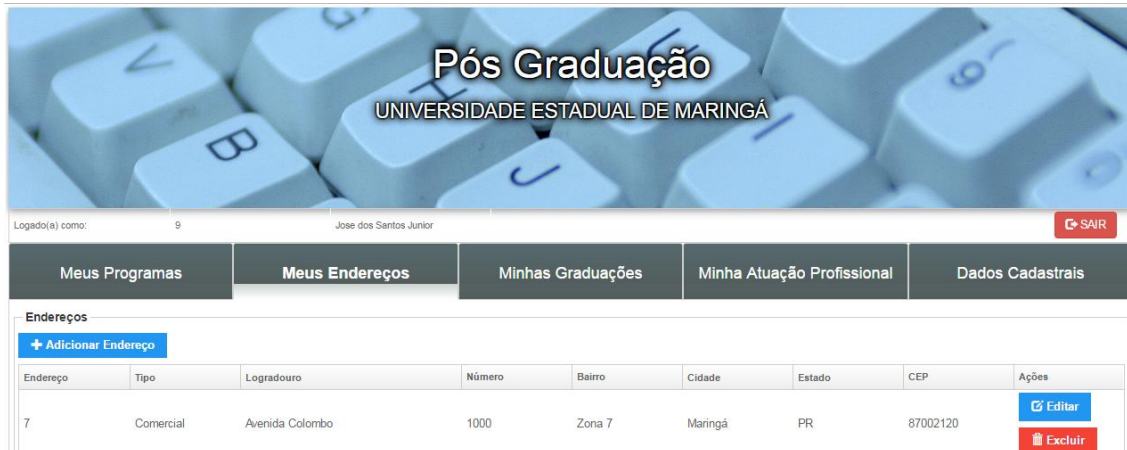 Pós Graduação
UNIVERSIDADE ESTADUAL DE MARINGÁ
V G H Ų 9 B J I O
Logado(a) como: 9 Jose dos Santos Junior SAIR
Meus Programas Meus Endereços Minhas Graduações Minha Atuação Profissional Dados Cadastrais
Endereços
Adicionar Endereço
Endereço Tipo Logradouro Número Bairro Cidade Estado CEP Ações
7 Comercial Avenida Colombo 1000 Zona 7 Maringá PR 87002120 Editar
Excluir